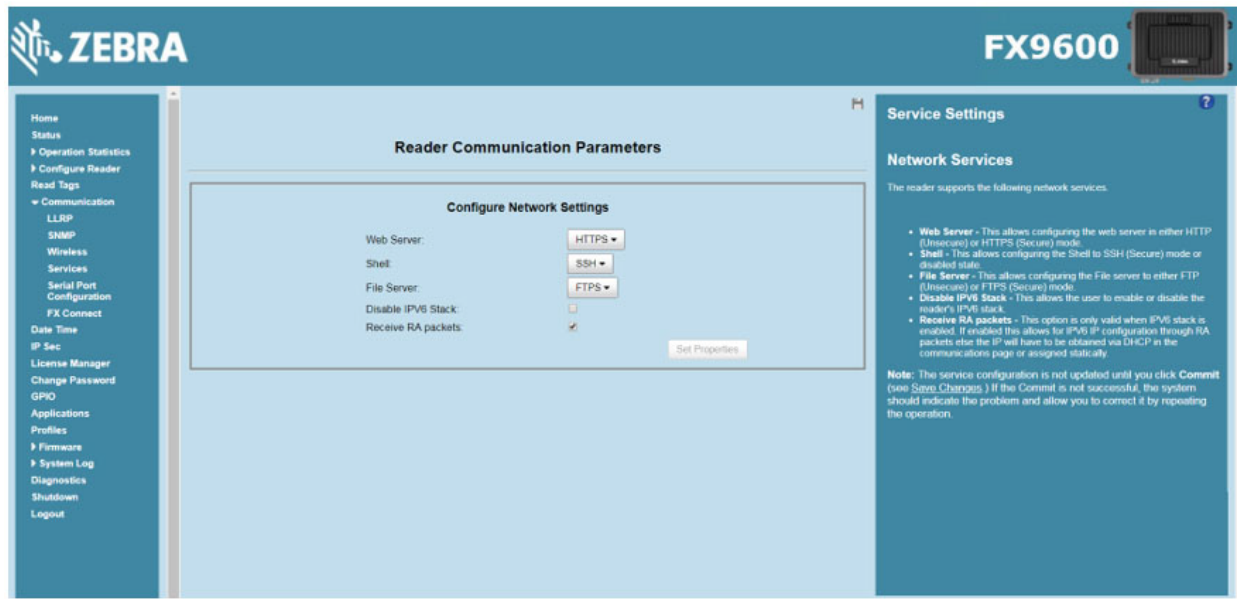 ZEBRA
FX9600
Home
Status
Operation Statistics
Configure Reader
Read Tags
Communication
LLRP
SNMP
Wireless
Services
Serial Port
Configuration
FX Connect
Date Time
IP Sec
License Manager
Change Password
GPIO
Applications
Profiles
Firmware
System Log
Diagnostics
Shutdown
Logout
Reader Communication Parameters
Configure Network Settings
Web Server: HTTPS
Shell: SSH
File Server: FTPS
Disable IPV6 Stack:
Receive RA packets:
Set Properties
?
Service Settings
Network Services
The reader supports the following network services.
• Web Server - This allows configuring the web server in either HTTP
(Unsecure) or HTTPS (Secure) mode.
• Shell - This allows configuring the Shell to SSH (Secure) mode or
disabled state.
• File Server - This allows configuring the File server to either FTP
(Unsecure) or FTPS (Secure) mode.
• Disable IPV6 Stack - This allows the user to enable or disable the
reader's IPV6 stack.
• Receive RA packets - This option is only valid when IPV6 stack is
enabled. If enabled this allows for IPV6 IP configuration through RA
packets else the IP will have to be obtained via DHCP in the
communications page or assigned statically.
Note: The service configuration is not updated until you click Commit
(see Save Changes.) If the Commit is not successful, the system
should indicate the problem and allow you to correct it by repeating
the operation.